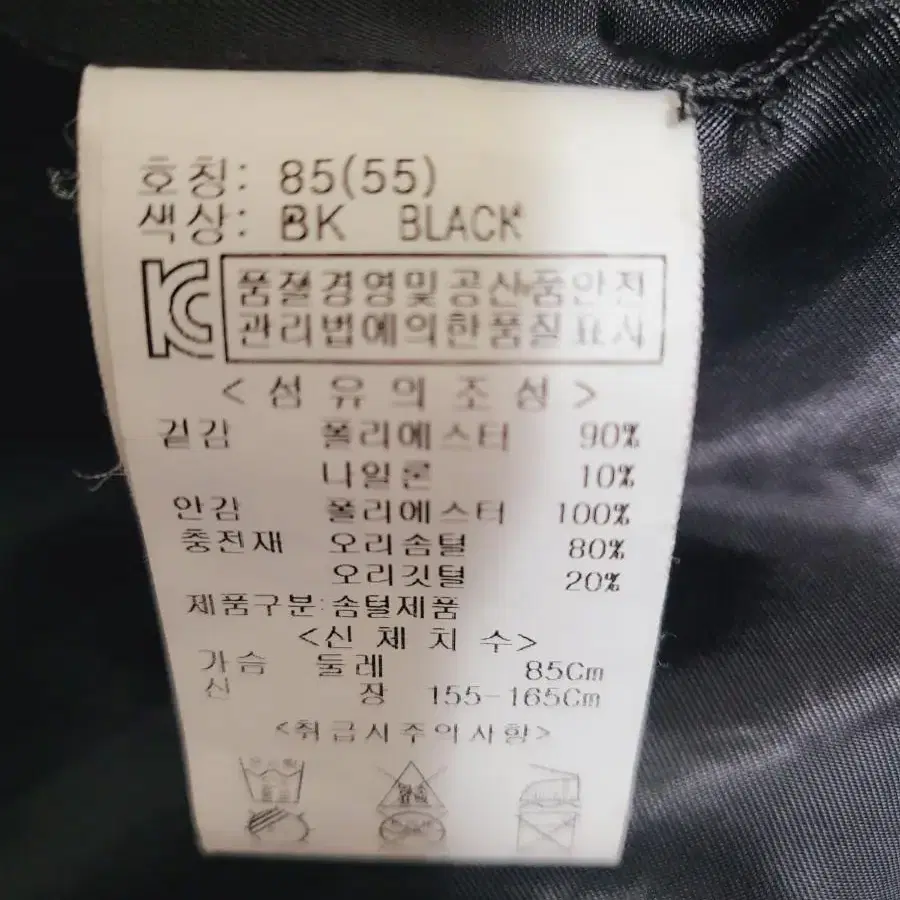 호칭: 85(55)
색상: BK BLACK
품질경영및공산품안전
관리법에의한품질표시
<섬유의조성>
겉감 폴리에스터 90%
나일론 10%
안감 폴리에스터 100%
충전재 오리솜털 80%
오리깃털 20%
제품구분:솜털제품
<신체치수>
가슴 둘레 85Cm
신 장 155-165Cm
<취급시주의사항>